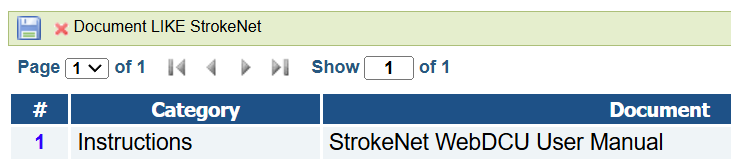 Document LIKE StrokeNet
Page 1 of 1 Show 1 of 1
# Category Document
1 Instructions StrokeNet WebDCU User Manual